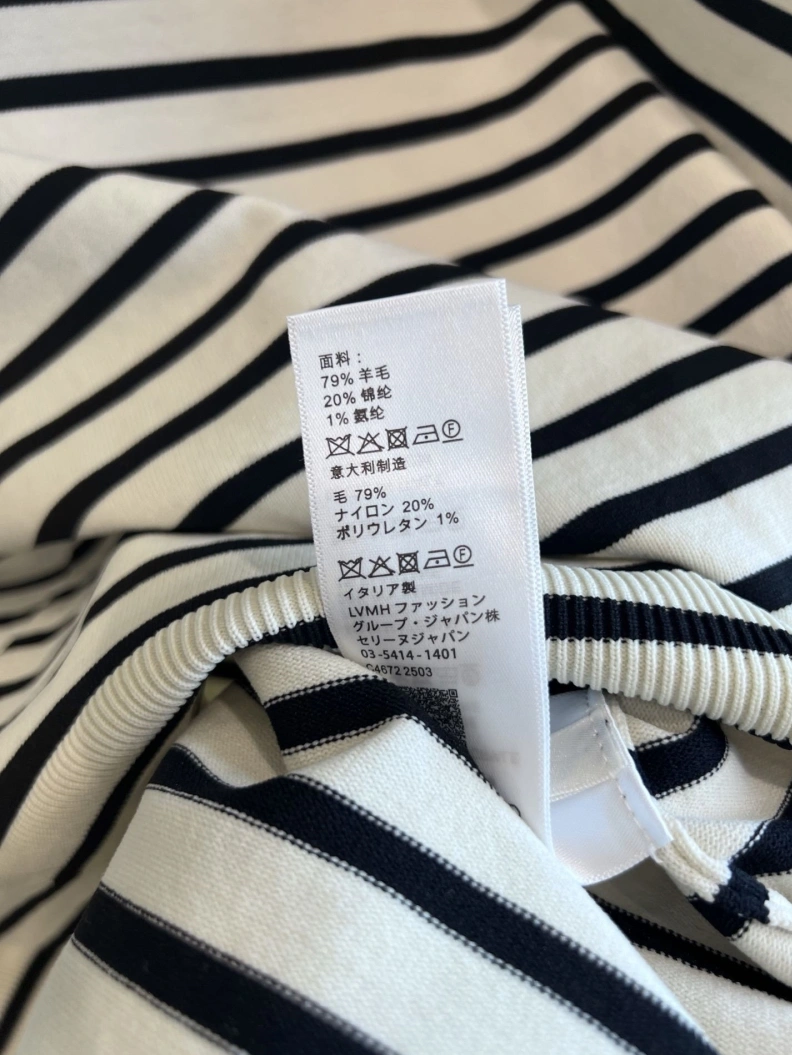 面料：
79% 羊毛
20% 锦纶
1% 氨纶
F
意大利制造
毛 79%
ナイロン 20%
ポリウレタン 1%
F
イタリア製
LVMH ファッション
グループ・ジャパン株
セリーヌジャパン
03-5414-1401
C4672 2503